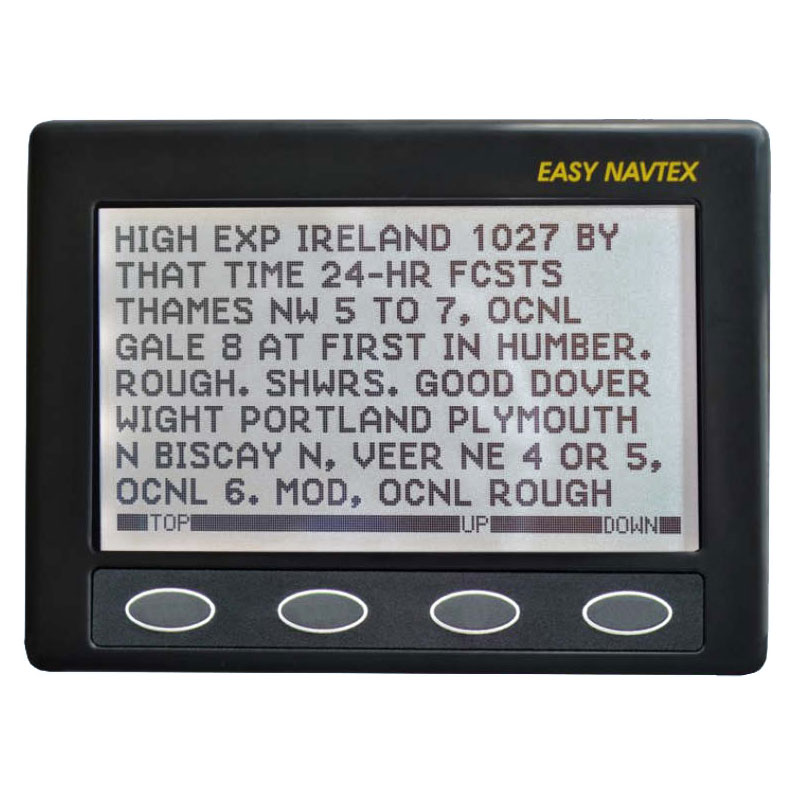 EASY NAVTEX
HIGH EXP IRELAND 1027 BY
THAT TIME 24-HR FCSTS
THAMES NW 5 TO 7, OCNL
GALE 8 AT FIRST IN HUMBER.
ROUGH. SHWRS. GOOD DOVER
WIGHT PORTLAND PLYMOUTH
N BISCAY N, VEER NE 4 OR 5,
OCNL 6. MOD, OCNL ROUGH
TOP UP DOWN